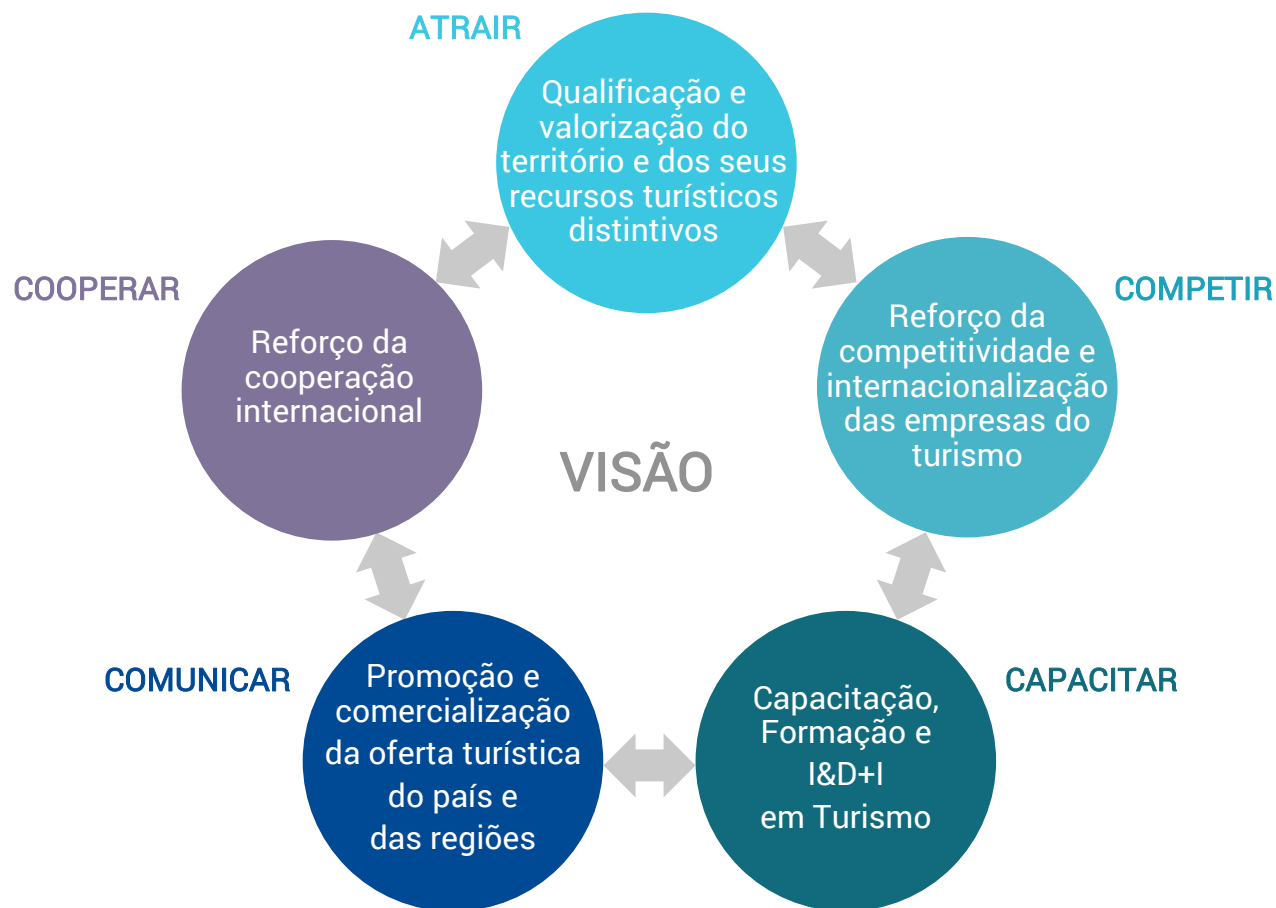 ATRAIR
Qualificação e
valorização do
território e dos seus
recursos turísticos
distintivos
COMPETIR
Reforço da
competitividade e
internacionalização
das empresas do
turismo
CAPACITAR
Capacitação,
Formação e
I&D+I
em Turismo
COMUNICAR
Promoção e
comercialização
da oferta turística
do país e
das regiões
COOPERAR
Reforço da
cooperação
internacional
VISÃO